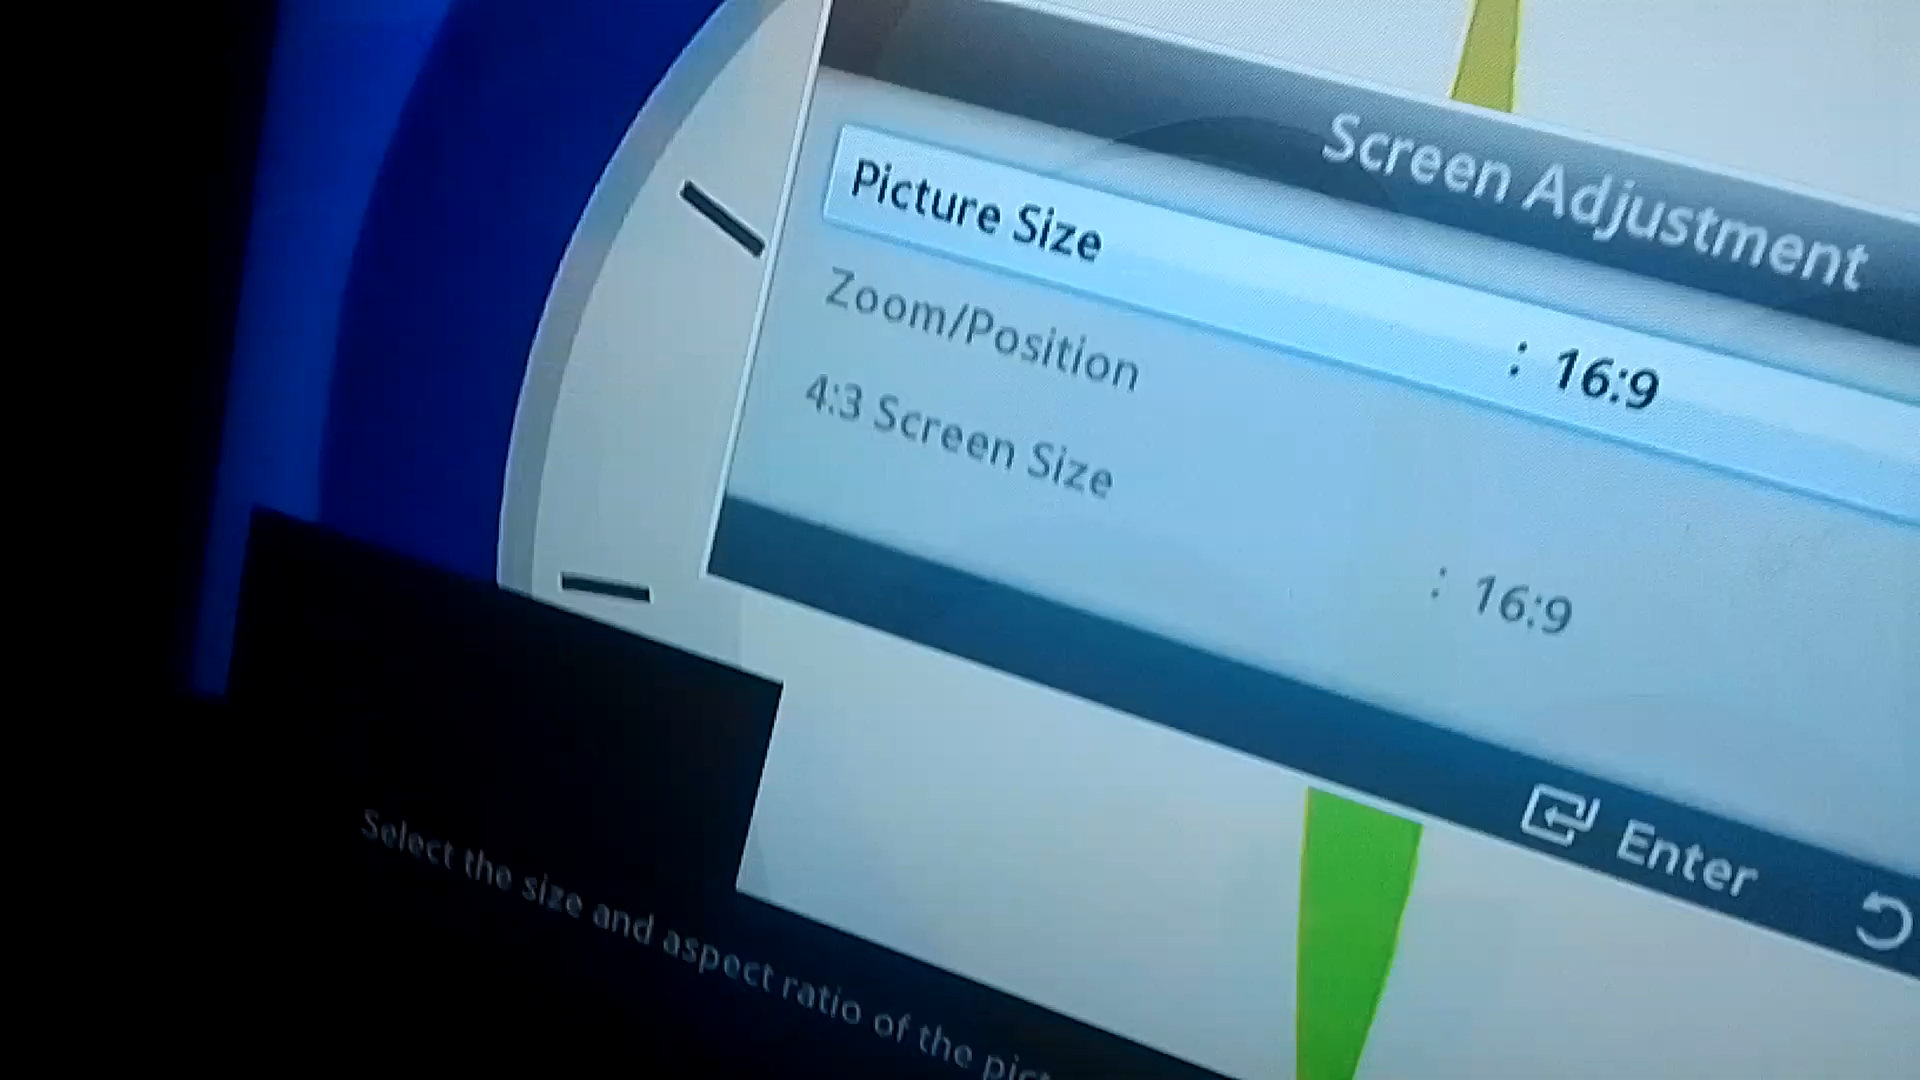 Screen Adjustment
Picture Size : 16:9
Zoom/Position
4:3 Screen Size : 16:9
Enter
Select the size and aspect ratio of the